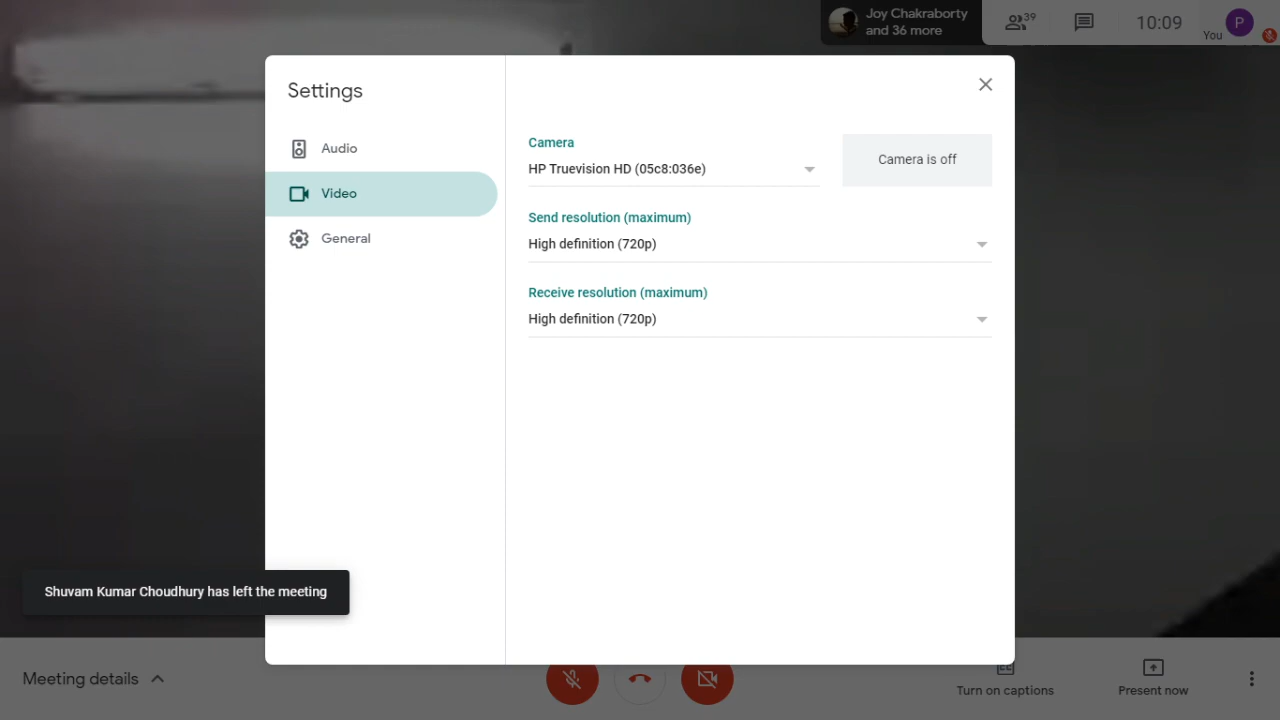 Joy Chakraborty
and 36 more
39
10:09
You
P
Settings
Audio
Video
General
Camera
HP Truevision HD (05c8:036e)
Camera is off
Send resolution (maximum)
High definition (720p)
Receive resolution (maximum)
High definition (720p)
Shuvam Kumar Choudhury has left the meeting
Meeting details
Turn on captions
Present now